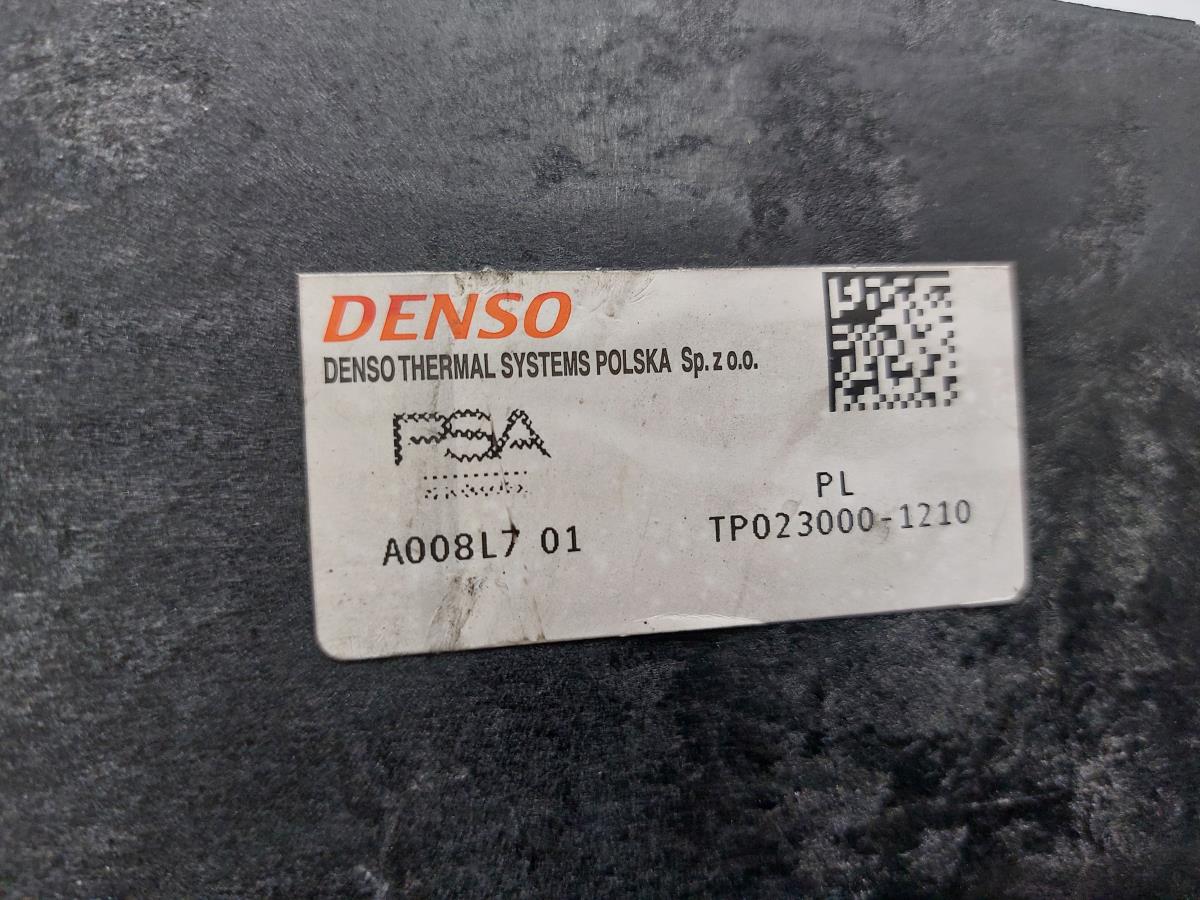 DENSO
DENSO THERMAL SYSTEMS POLSKA Sp. z o.o.
PSA
PL
A008L7 01
TP023000-1210